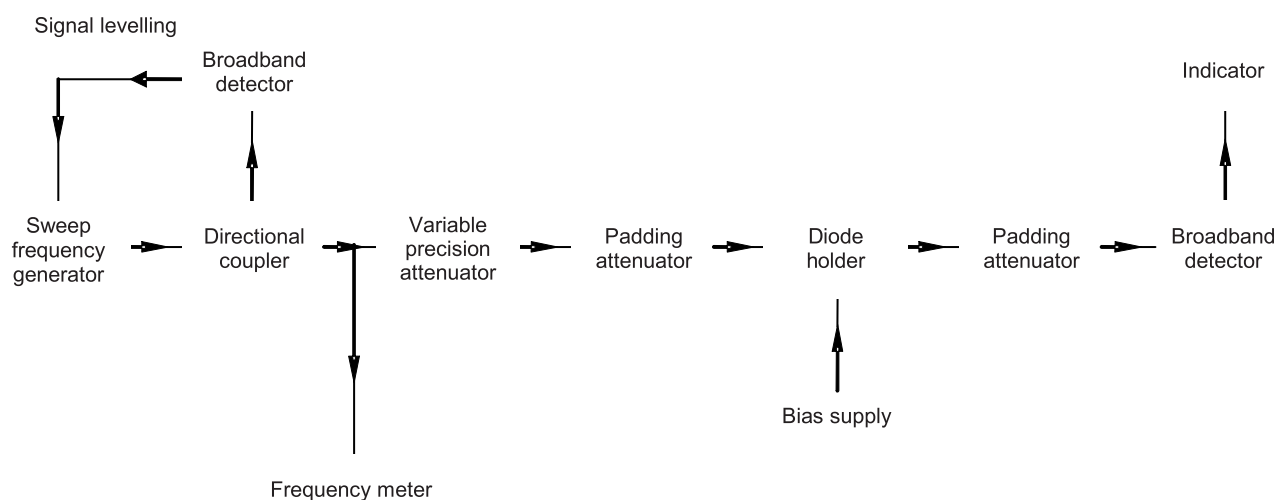 Signal levelling
Broadband
detector
Indicator
Sweep
frequency
generator
Directional
coupler
Variable
precision
attenuator
Padding
attenuator
Diode
holder
Padding
attenuator
Broadband
detector
Bias supply
Frequency meter